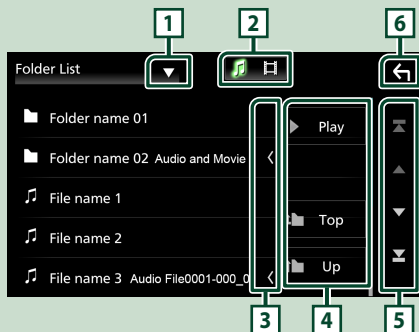 1 2 6
Folder List
Folder name 01
Play
Folder name 02 Audio and Movie
File name 1
File name 2
Top
File name 3 Audio File0001-000_0
Up
3 4 5